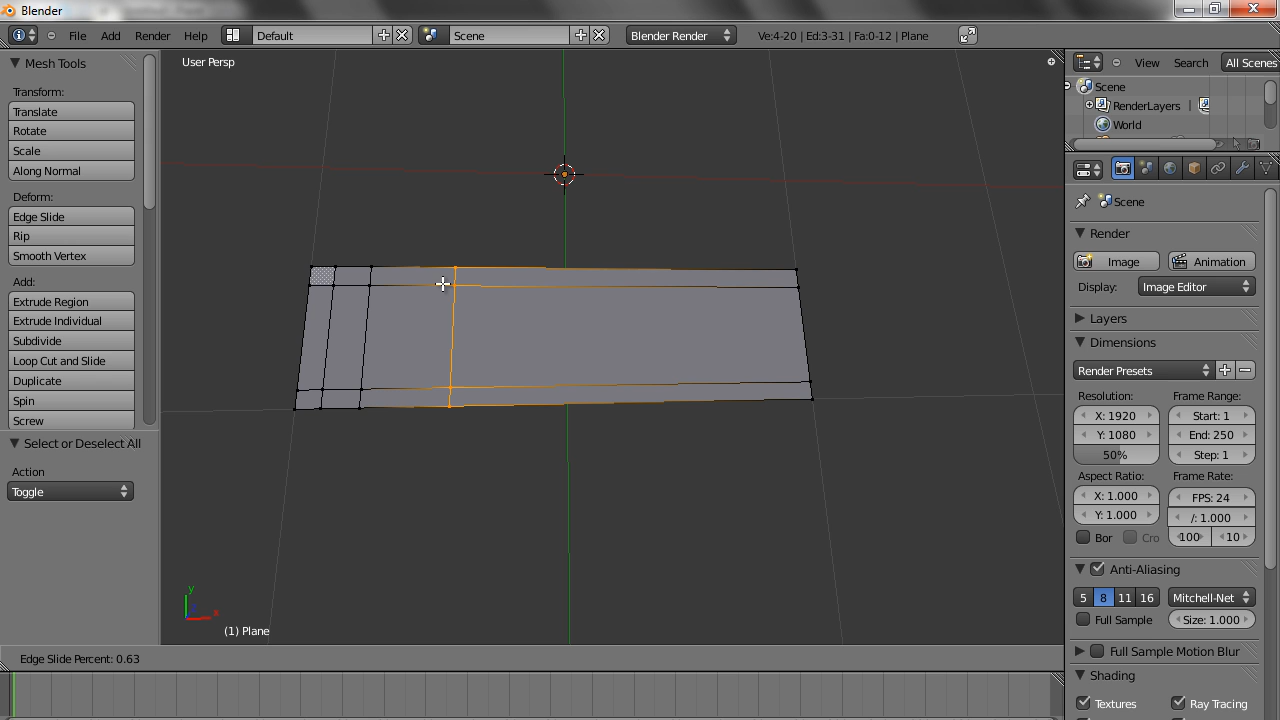 Blender
File Add Render Help Default Scene Blender Render Ve:4-20 | Ed:3-31 | Fa:0-12 | Plane
Mesh Tools
Transform:
Translate
Rotate
Scale
Along Normal
Deform:
Edge Slide
Rip
Smooth Vertex
Add:
Extrude Region
Extrude Individual
Subdivide
Loop Cut and Slide
Duplicate
Spin
Screw
Select or Deselect All
Action
Toggle
User Persp
y
x
(1) Plane
Edge Slide Percent: 0.63
View Search All Scenes
Scene
RenderLayers |
World
Scene
Render
Image Animation
Display: Image Editor
Layers
Dimensions
Render Presets
Resolution: Frame Range:
X: 1920 Start: 1
Y: 1080 End: 250
50% Step: 1
Aspect Ratio: Frame Rate:
X: 1.000 FPS: 24
Y: 1.000 /: 1.000
Bor Cro 100 10
Anti-Aliasing
5 8 11 16 Mitchell-Net
Full Sample Size: 1.000
Full Sample Motion Blur
Shading
Textures Ray Tracing